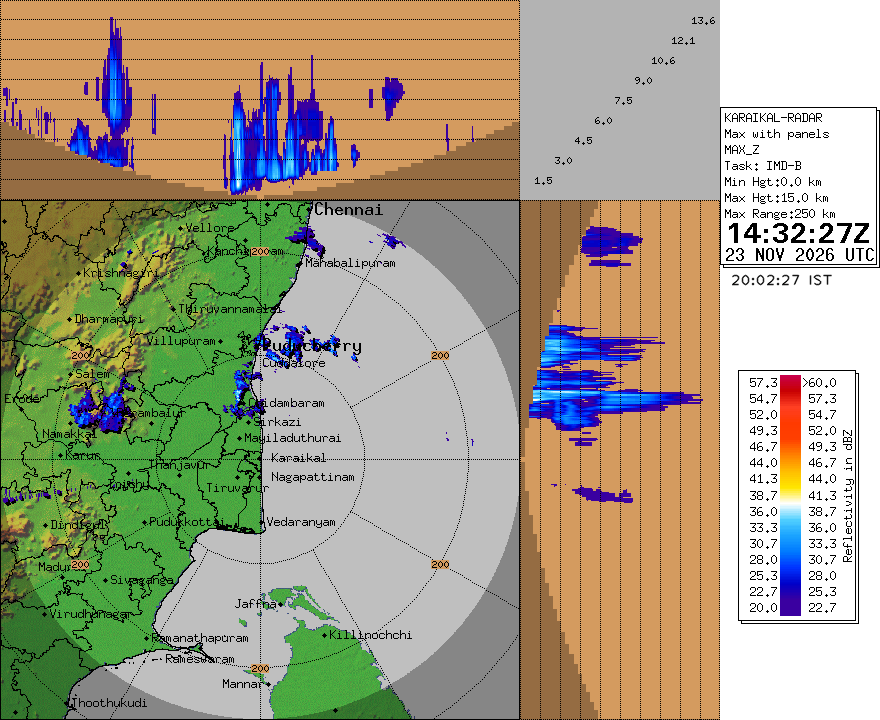 13.6
12.1
10.6
9.0
7.5
6.0
4.5
3.0
1.5
KARAIKAL-RADAR
Max with panels
MAX_Z
Task: IMD-B
Min Hgt:0.0 km
Max Hgt:15.0 km
Max Range:250 km
14:32:27Z
23 NOV 2026 UTC
20:02:27 IST
Chennai
Vellore
200
Mahabalipuram
Krishnagiri
Thiruvannamalai
Dharmapuri
Villupuram
Puducherry
200
200
Cuddalore
Salem
Erode
Chidambaram
Sirkazi
Namakkal
Mayiladuthurai
Karur
Karaikal
Thanjavur
Nagapattinam
Tiruvarur
Dindigul
Pudukkottai
Vedaranyam
200
200
Sivaganga
Jaffna
Virudhunagar
Ramanathapuram
Killinochchi
Rameswaram
200
Mannar
Thoothukudi
57.3 >60.0
54.7 57.3
52.0 54.7
49.3 52.0
46.7 49.3
44.0 46.7
41.3 44.0
38.7 41.3
36.0 38.7
33.3 36.0
30.7 33.3
28.0 30.7
25.3 28.0
22.7 25.3
20.0 22.7
Reflectivity in dBZ